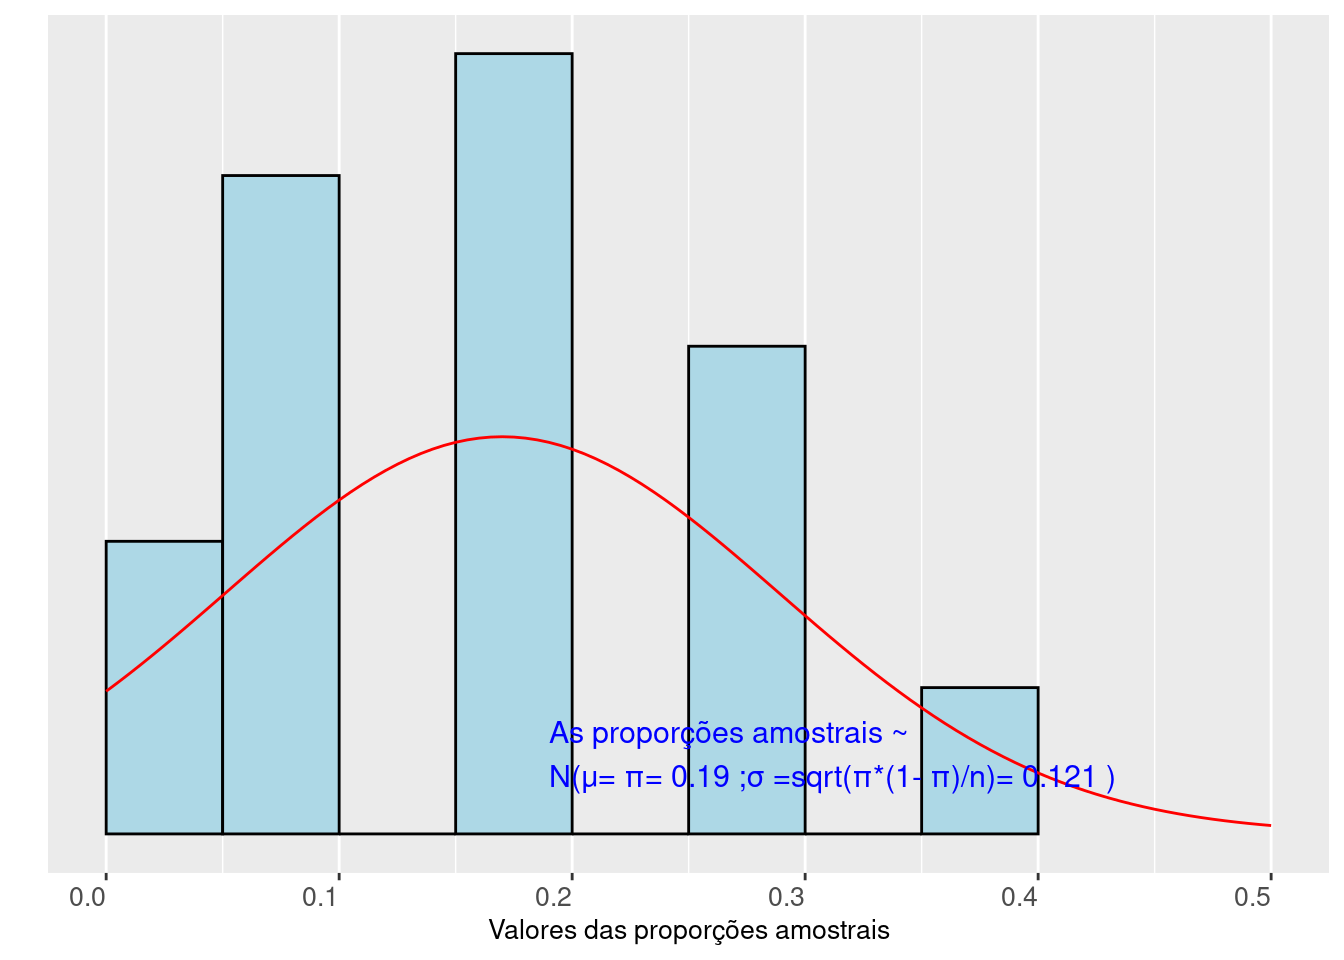 As proporções amostrais ~
N(μ= π= 0.19 ;σ =sqrt(π*(1- π)/n)= 0.121 )
0.0 0.1 0.2 0.3 0.4 0.5
Valores das proporções amostrais